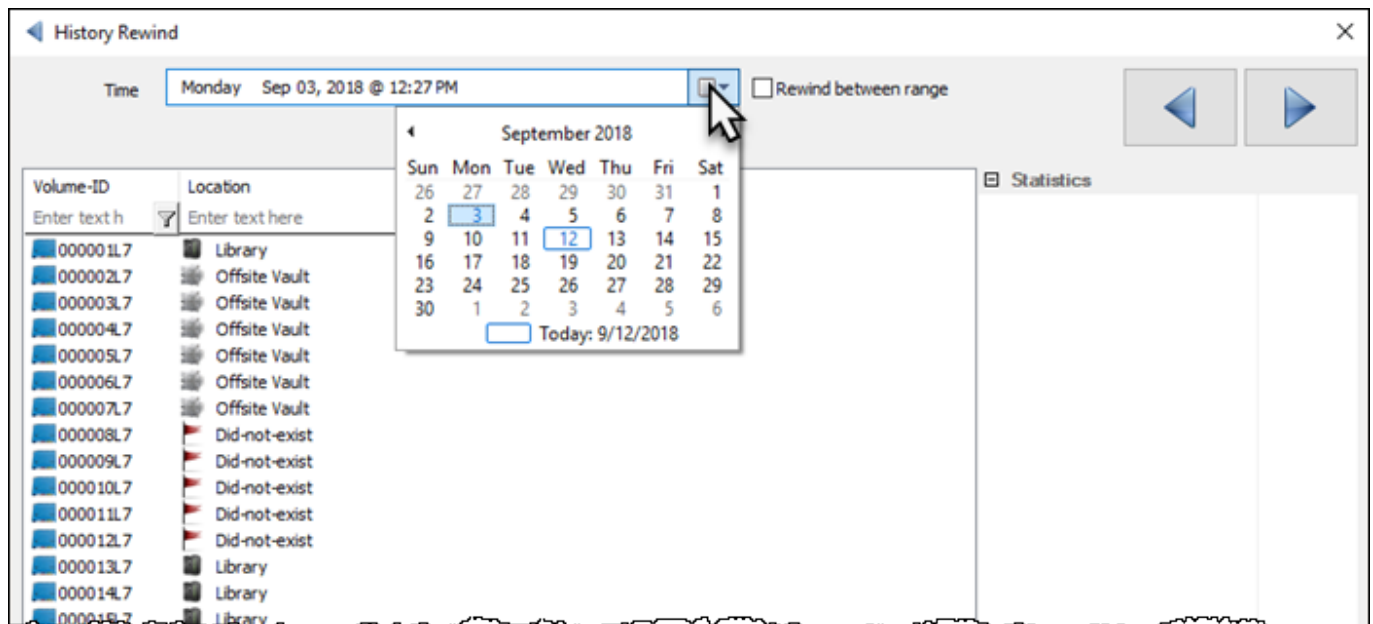 History Rewind
Time Monday Sep 03, 2018 @ 12:27 PM Rewind between range
September 2018
Sun Mon Tue Wed Thu Fri Sat
26 27 28 29 30 31 1
2 3 4 5 6 7 8
9 10 11 12 13 14 15
16 17 18 19 20 21 22
23 24 25 26 27 28 29
30 1 2 3 4 5 6
Today: 9/12/2018
Volume-ID Location
Enter text h Enter text here
000001L7 Library
000002L7 Offsite Vault
000003L7 Offsite Vault
000004L7 Offsite Vault
000005L7 Offsite Vault
000006L7 Offsite Vault
000007L7 Offsite Vault
000008L7 Did-not-exist
000009L7 Did-not-exist
000010L7 Did-not-exist
000011L7 Did-not-exist
000012L7 Did-not-exist
000013L7 Library
000014L7 Library
000015L7 Library
Statistics